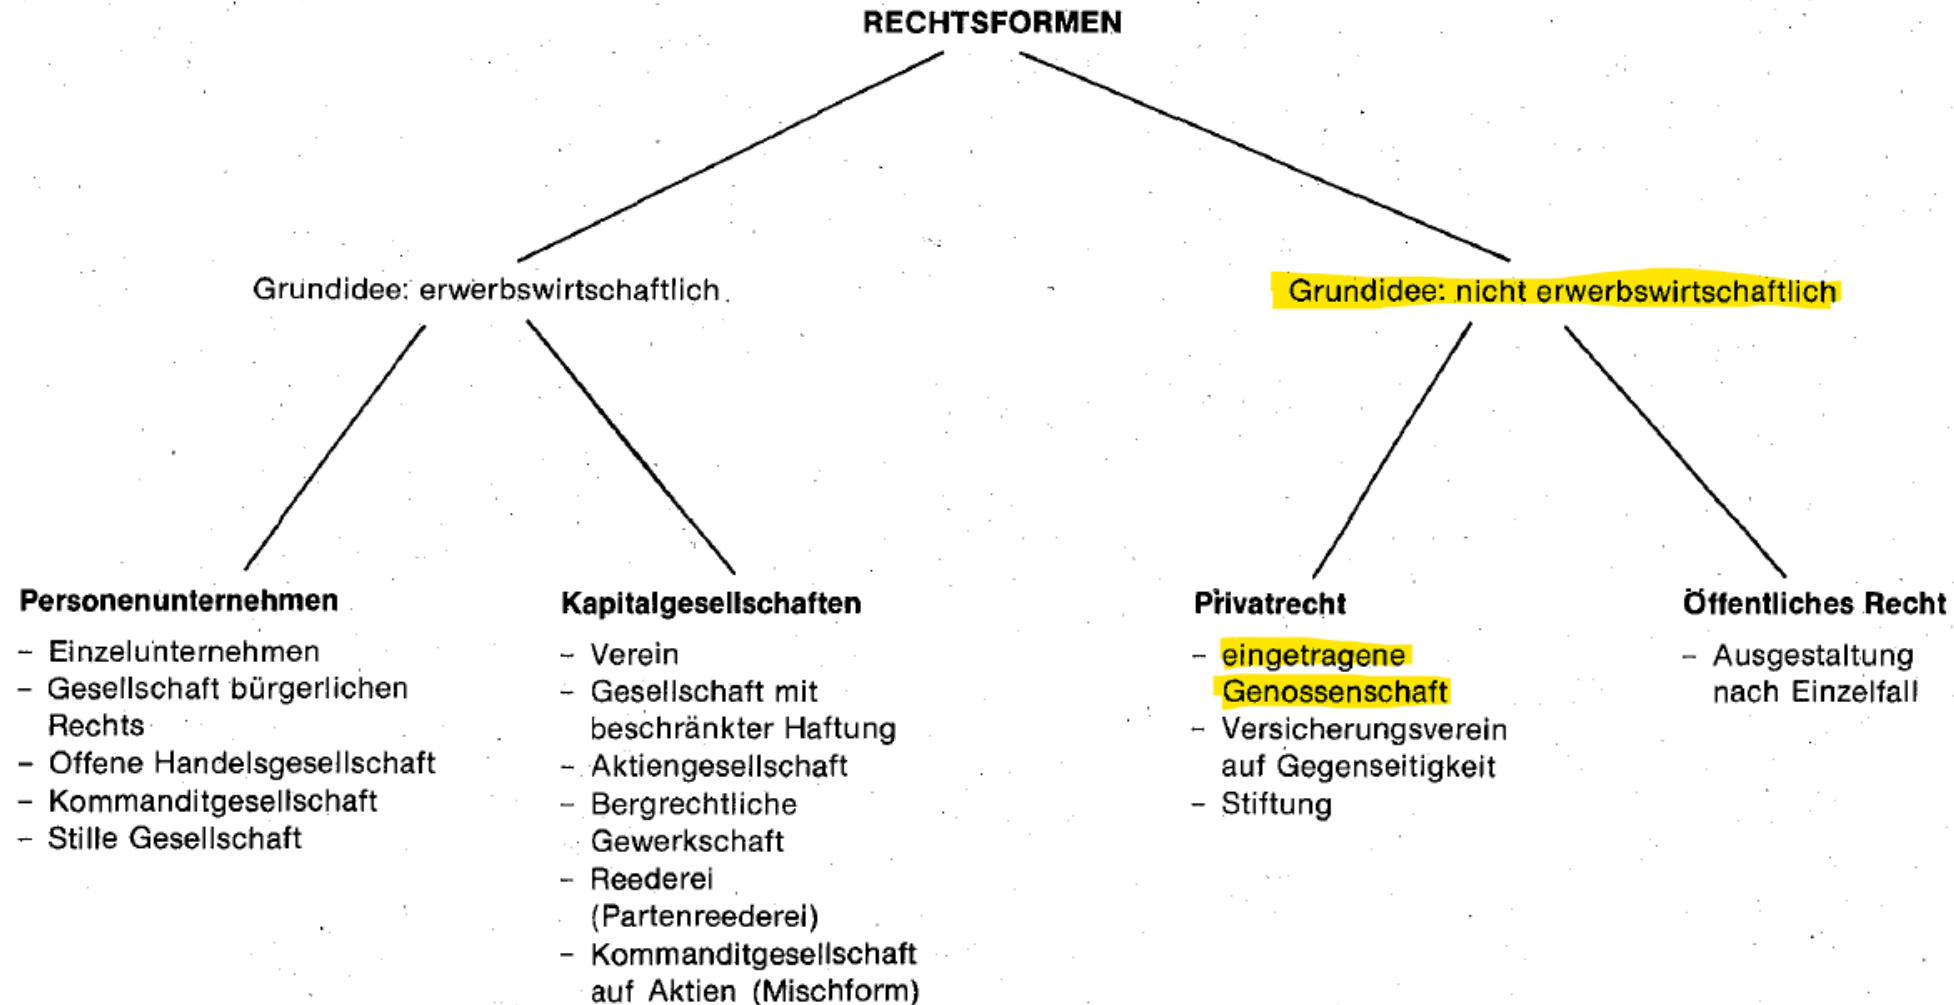 RECHTSFORMEN
Grundidee: erwerbswirtschaftlich
Grundidee: nicht erwerbswirtschaftlich
Personenunternehmen
– Einzelunternehmen
– Gesellschaft bürgerlichen
Rechts
– Offene Handelsgesellschaft
– Kommanditgesellschaft
– Stille Gesellschaft
Kapitalgesellschaften
– Verein
– Gesellschaft mit
beschränkter Haftung
– Aktiengesellschaft
– Bergrechtliche
Gewerkschaft
– Reederei
(Partenreederei)
– Kommanditgesellschaft
auf Aktien (Mischform)
Privatrecht
– eingetragene
Genossenschaft
– Versicherungsverein
auf Gegenseitigkeit
– Stiftung
Öffentliches Recht
– Ausgestaltung
nach Einzelfall